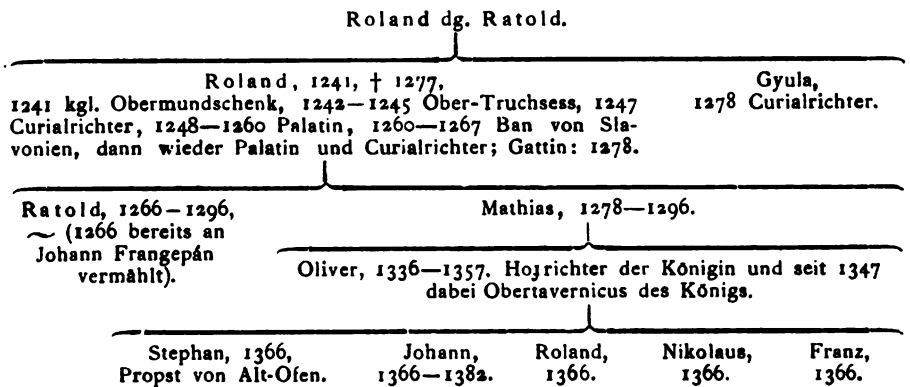 Roland dg. Ratold.
Roland, 1241, † 1277,
1241 kgl. Obermundschenk, 1242—1245 Ober-Truchsess, 1247
Curialrichter, 1248—1260 Palatin, 1260—1267 Ban von Sla-
vonien, dann wieder Palatin und Curialrichter; Gattin: 1278.
Gyula,
1278 Curialrichter.
Ratold, 1266–1296,
~ (1266 bereits an
Johann Frangepán
vermählt).
Mathias, 1278—1296.
Oliver, 1336—1357. Hofrichter der Königin und seit 1347
dabei Obertavernicus des Königs.
Stephan, 1366,
Propst von Alt-Ofen.
Johann,
1366—1382.
Roland,
1366.
Nikolaus,
1366.
Franz,
1366.